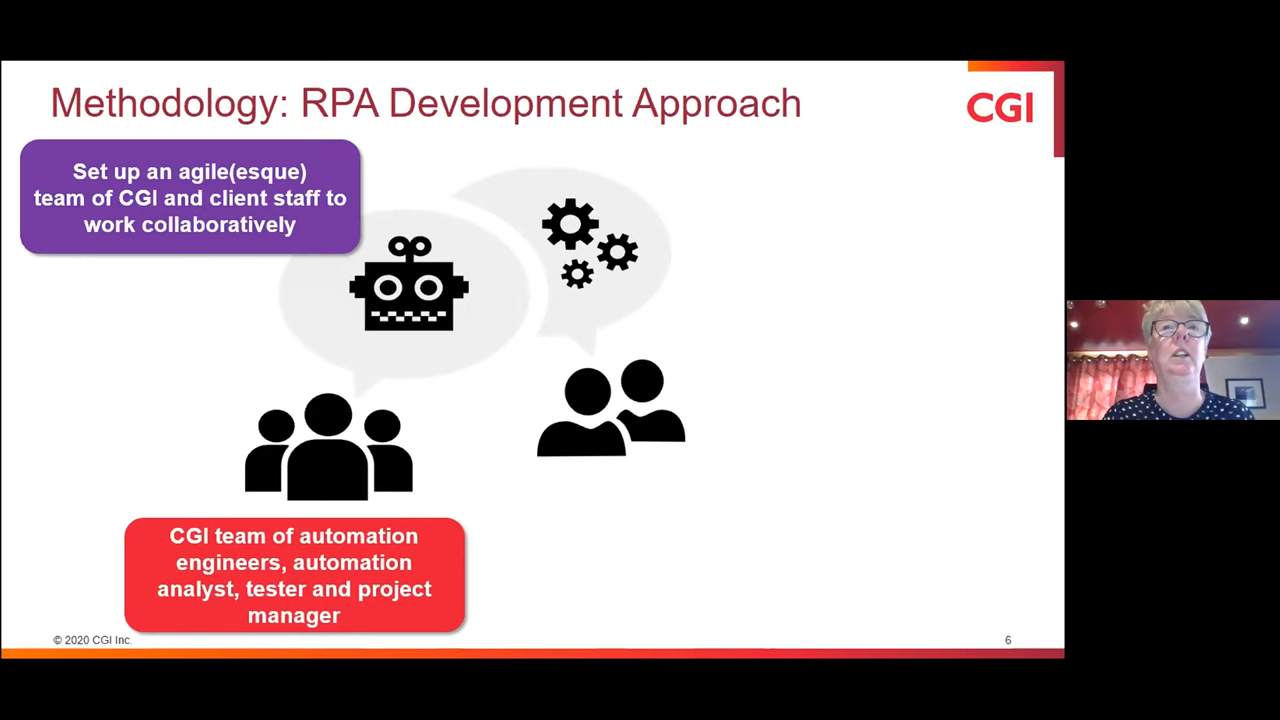 Methodology: RPA Development Approach
CGI
Set up an agile(esque)
team of CGI and client staff to
work collaboratively
CGI team of automation
engineers, automation
analyst, tester and project
manager
© 2020 CGI Inc.
6